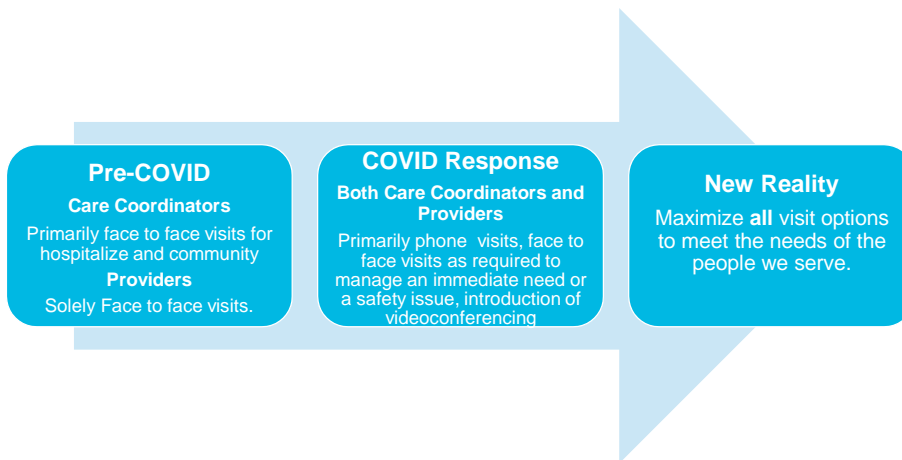 Pre-COVID
Care Coordinators
Primarily face to face visits for
hospitalize and community
Providers
Solely Face to face visits.
COVID Response
Both Care Coordinators and
Providers
Primarily phone visits, face to
face visits as required to
manage an immediate need or
a safety issue, introduction of
videoconferencing
New Reality
Maximize all visit options
to meet the needs of the
people we serve.